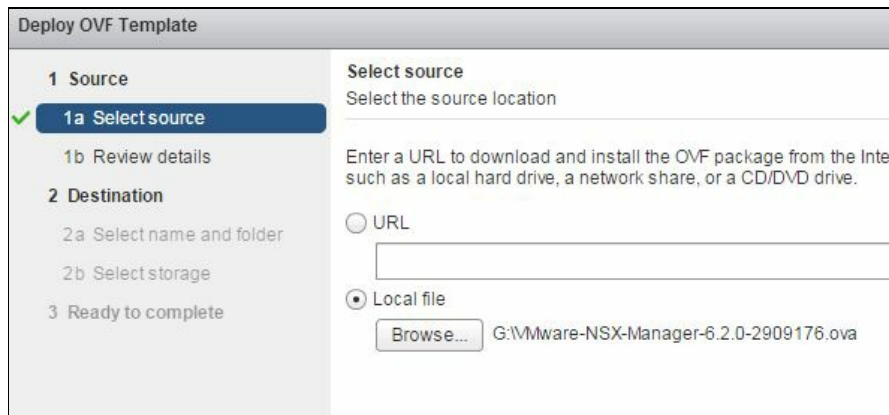 Deploy OVF Template
1 Source
1a Select source
1b Review details
2 Destination
2a Select name and folder
2b Select storage
3 Ready to complete
Select source
Select the source location
Enter a URL to download and install the OVF package from the Inte
such as a local hard drive, a network share, or a CD/DVD drive.
URL
Local file
Browse... G:\VMware-NSX-Manager-6.2.0-2909176.ova